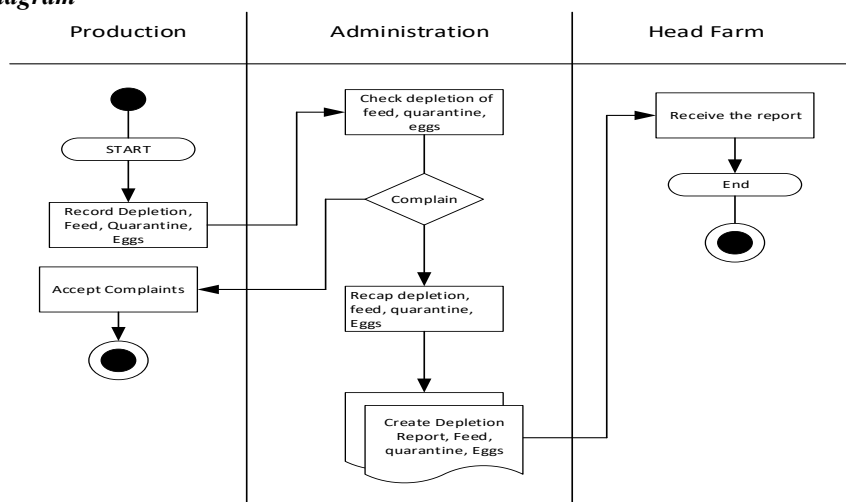 agram
Production
Administration
Head Farm
START
Record Depletion,
Feed, Quarantine,
Eggs
Accept Complaints
Check depletion of
feed, quarantine,
eggs
Complain
Recap depletion,
feed, quarantine,
Eggs
Create Depletion
Report, Feed,
quarantine, Eggs
Receive the report
End